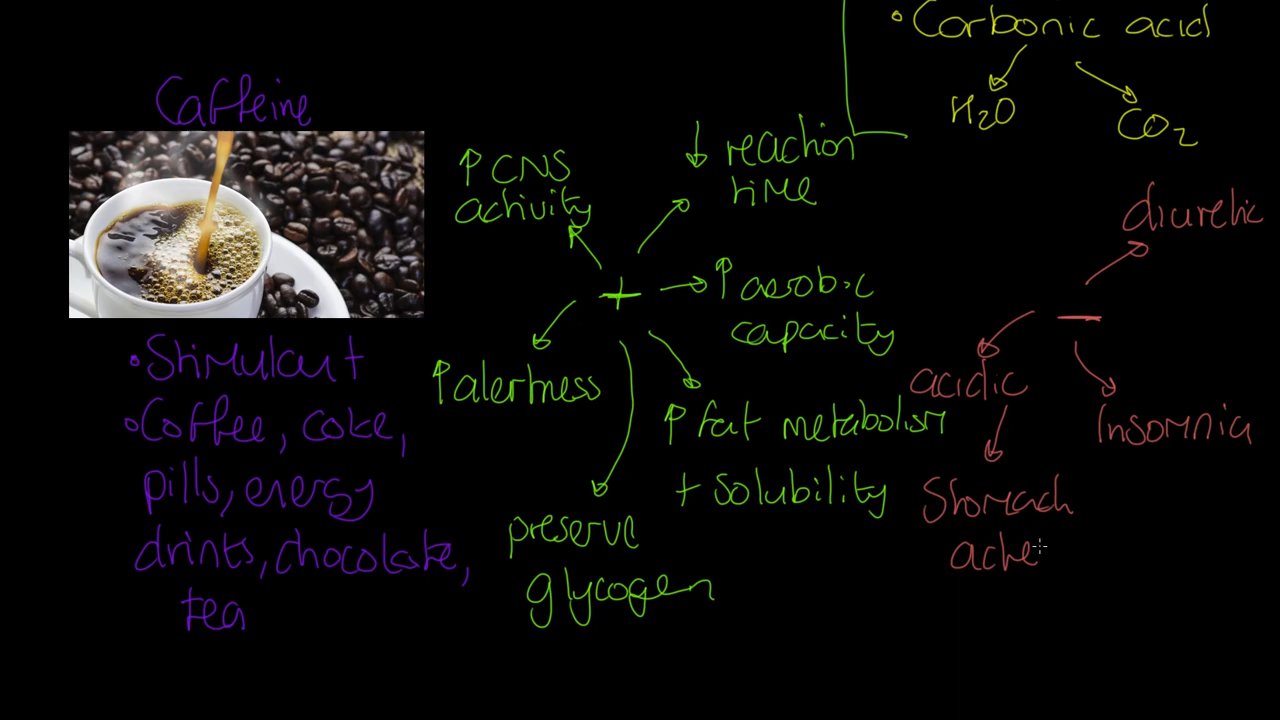 • Carbonic acid
H2O
CO2
Caffeine
• Stimulant
• Coffee, coke,
pills, energy
drinks, chocolate,
tea
+
↑ CNS
activity
↓ reaction
time
↑ aerobic
capacity
↑ fat metabolism
+ solubility
preserve
glycogen
↑ alertness
−
diuretic
acidic
Stomach
ache
Insomnia